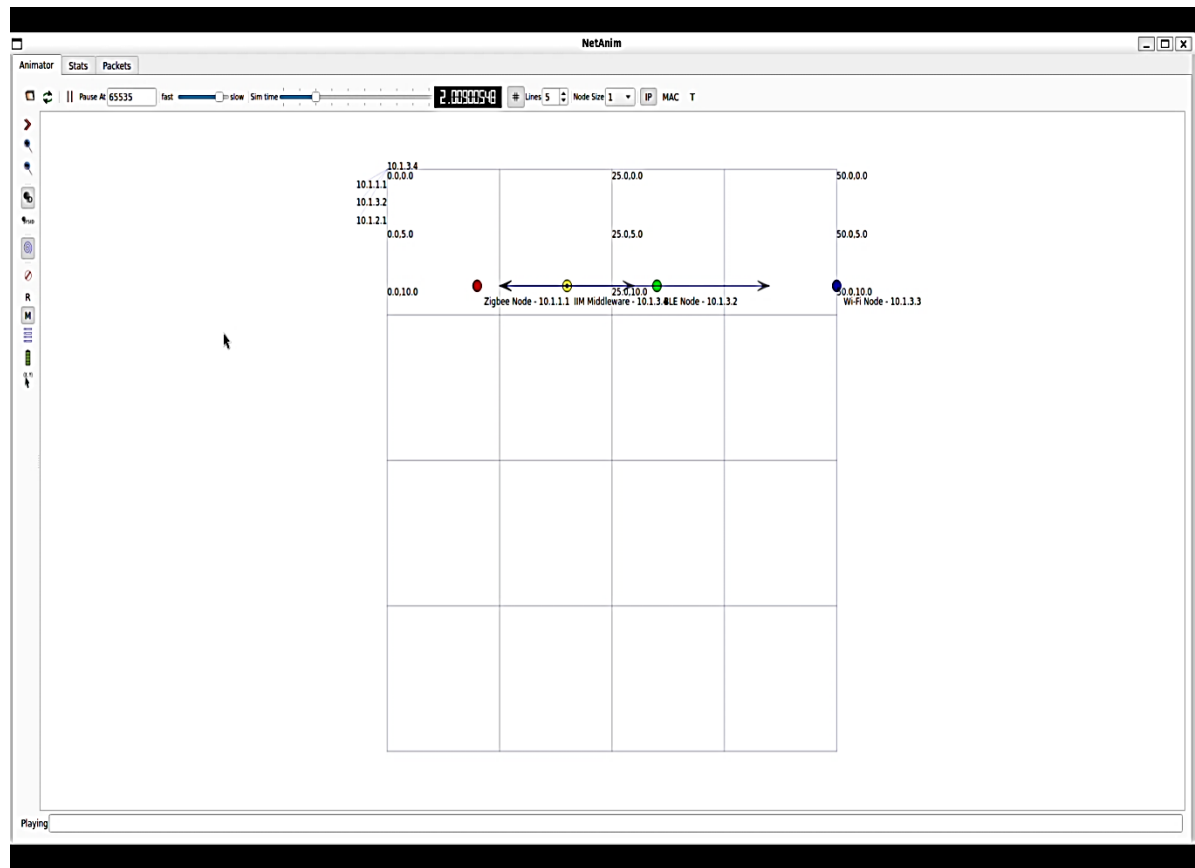 NetAnim
Animator Stats Packets
Pause At 65535 fast slow Sim time 2.00900548 # Lines 5 Node Size 1 IP MAC T
10.1.3.4
0.0,0.0 25.0,0.0 50.0,0.0
10.1.1.1
10.1.3.2
10.1.2.1
0.0,5.0 25.0,5.0 50.0,5.0
0.0,10.0 25.0,10.0 50.0,10.0
Zigbee Node - 10.1.1.1 IIM Middleware - 10.1.3.4 BLE Node - 10.1.3.2 Wi-Fi Node - 10.1.3.3
R
M
Playing